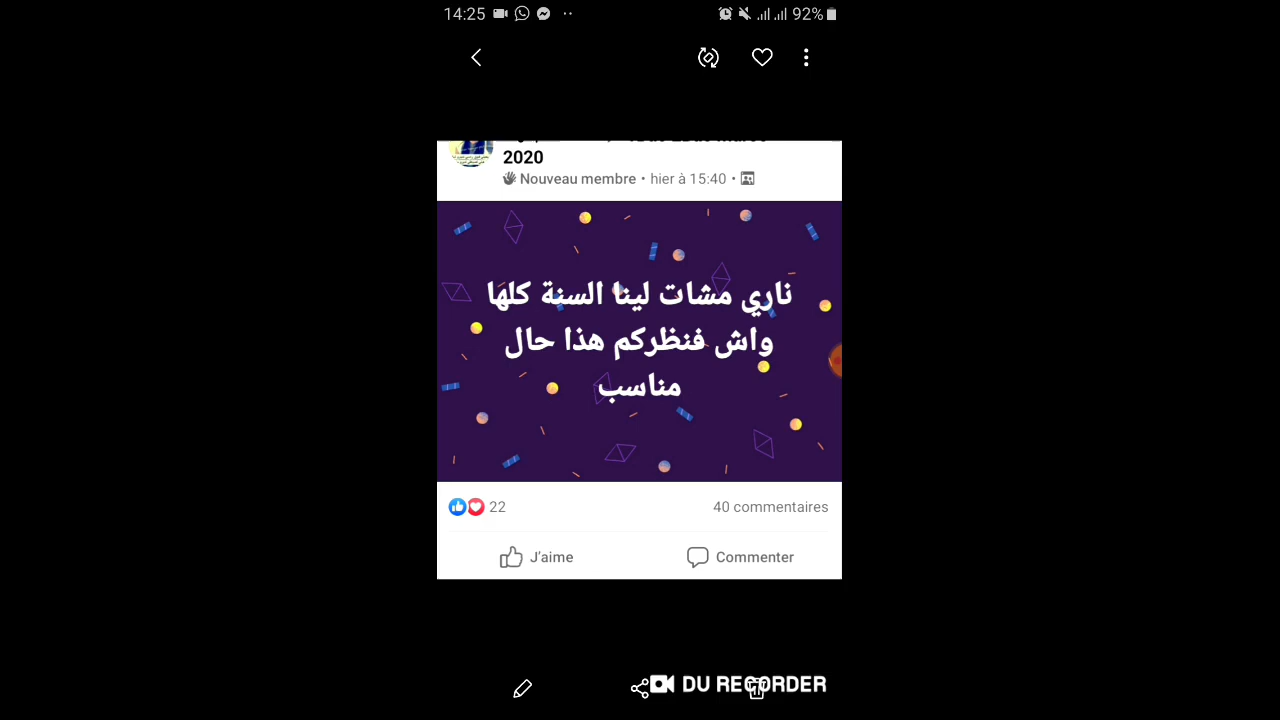 14:25
92%
2020
Nouveau membre • hier à 15:40 •
ناري مشات لينا السنة كلها
واش فنظركم هذا حال
مناسب
22
40 commentaires
J'aime
Commenter
DU RECORDER